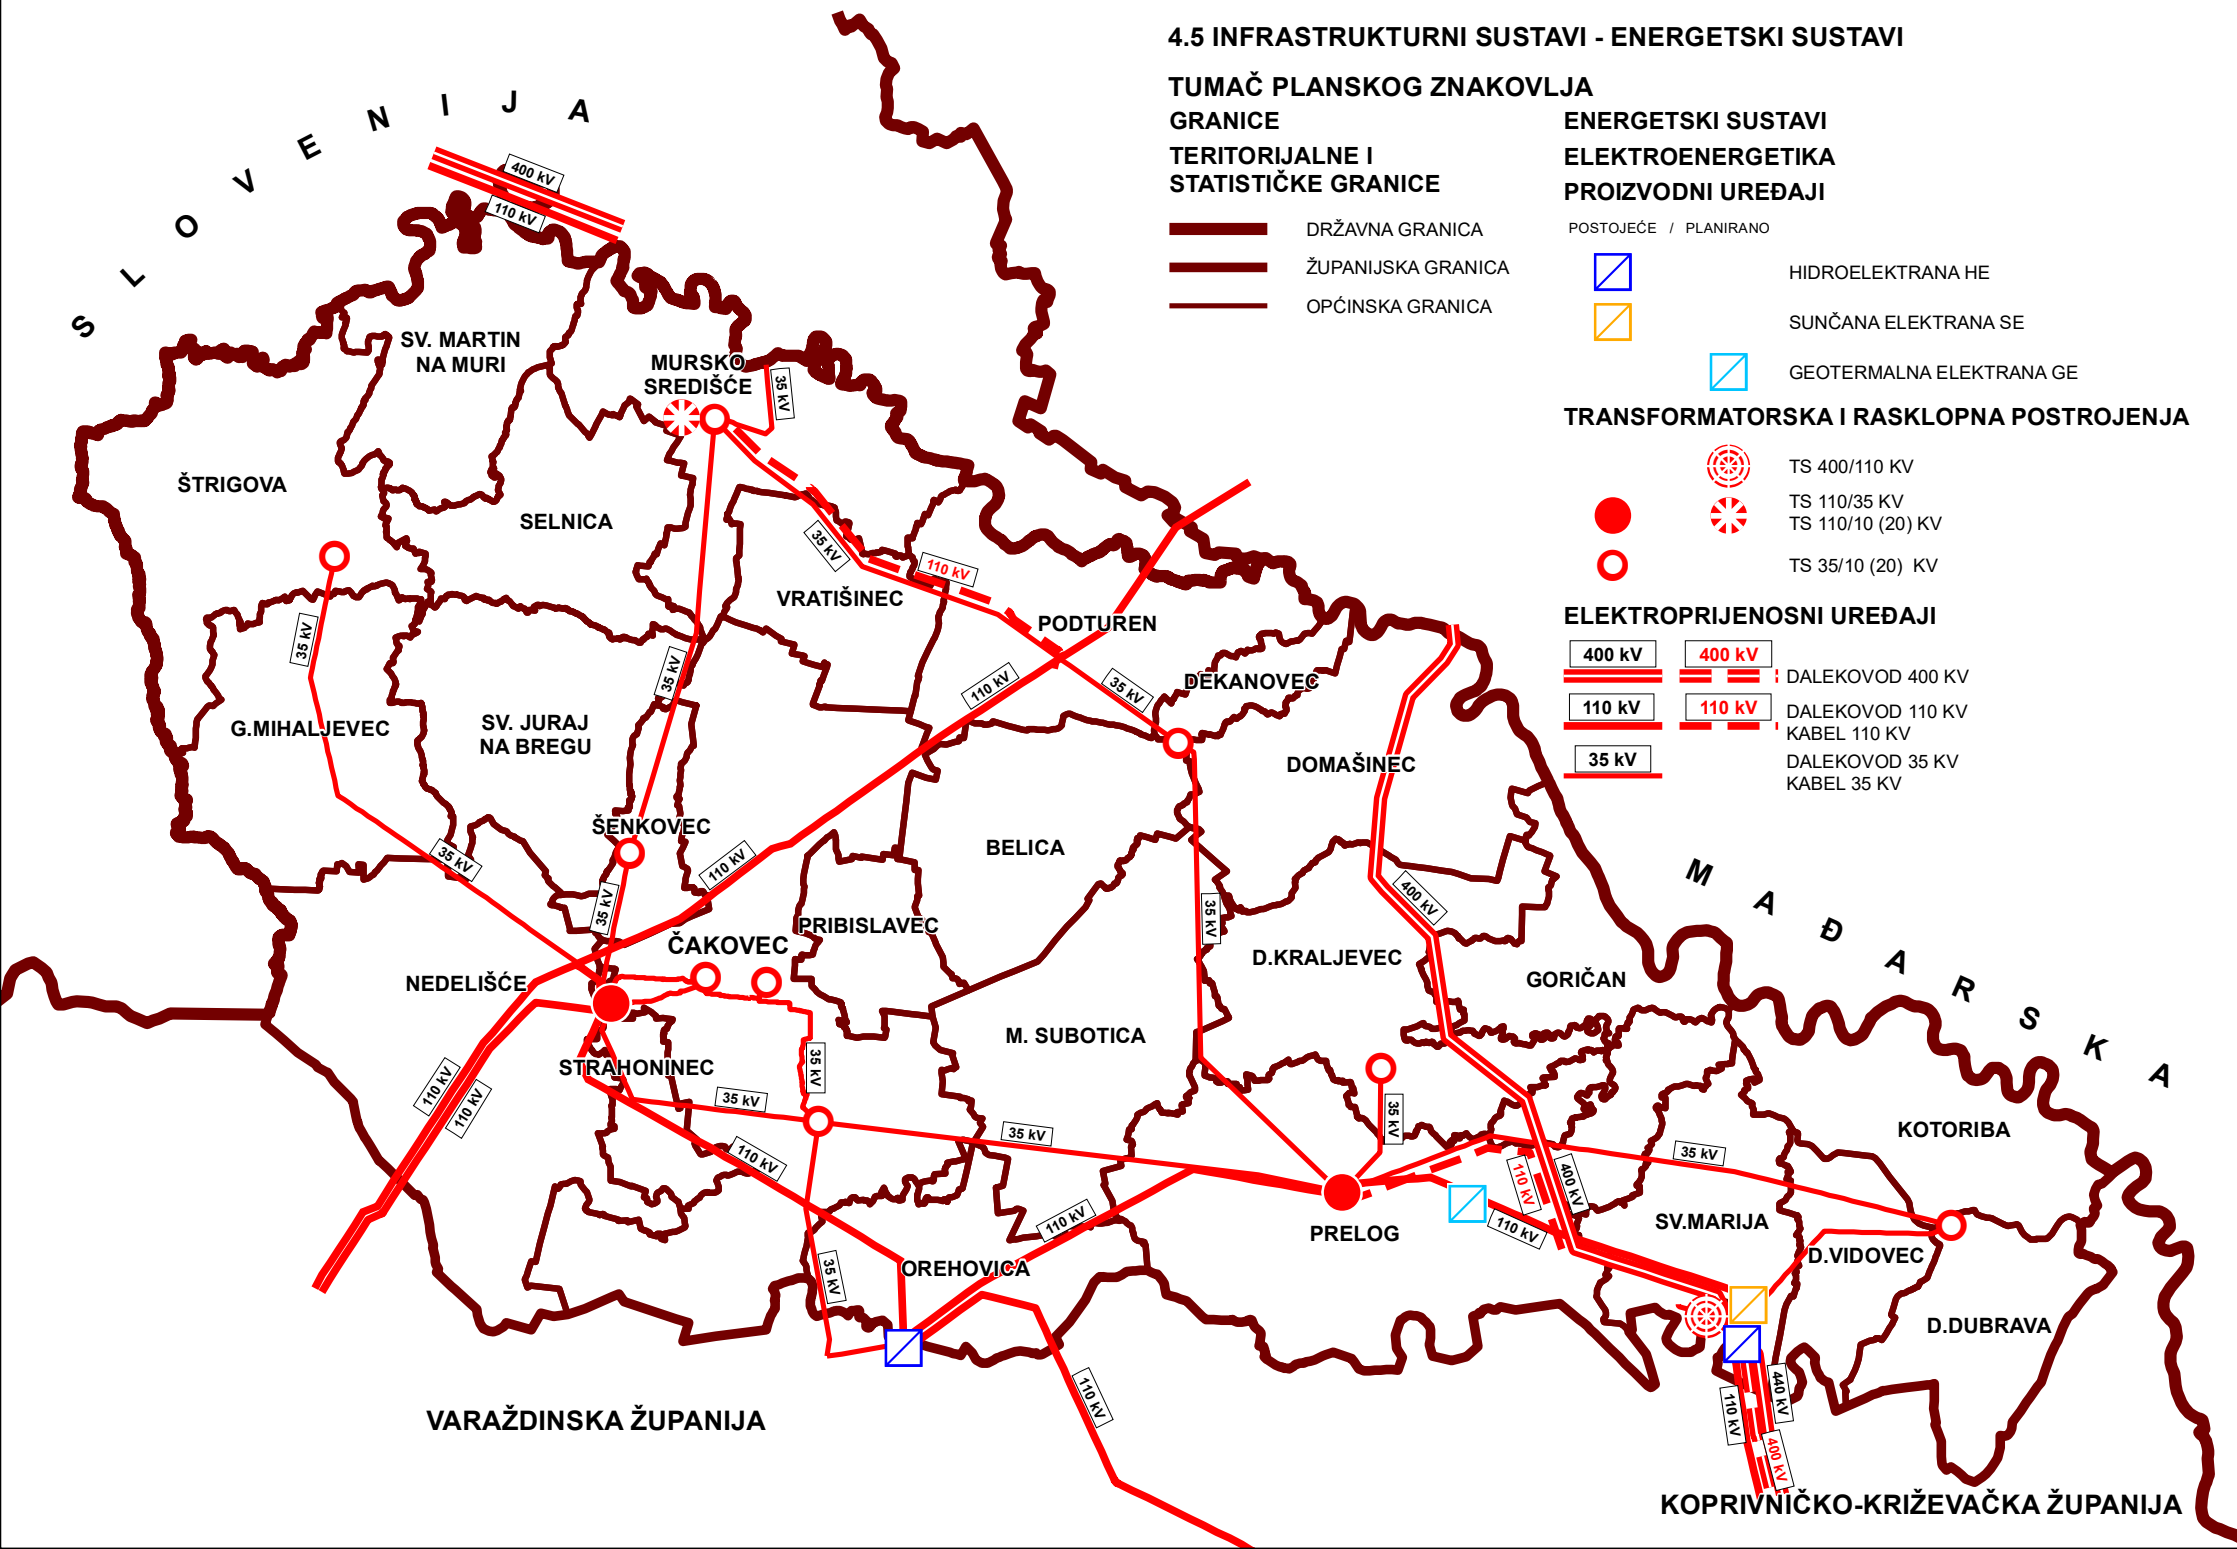 4.5 INFRASTRUKTURNI SUSTAVI - ENERGETSKI SUSTAVI
TUMAČ PLANSKOG ZNAKOVLJA
GRANICE
TERITORIJALNE I
STATISTIČKE GRANICE
DRŽAVNA GRANICA
ŽUPANIJSKA GRANICA
OPĆINSKA GRANICA
ENERGETSKI SUSTAVI
ELEKTROENERGETIKA
PROIZVODNI UREĐAJI
POSTOJEĆE / PLANIRANO
HIDROELEKTRANA HE
SUNČANA ELEKTRANA SE
GEOTERMALNA ELEKTRANA GE
TRANSFORMATORSKA I RASKLOPNA POSTROJENJA
TS 400/110 KV
TS 110/35 KV
TS 110/10 (20) KV
TS 35/10 (20) KV
ELEKTROPRIJENOSNI UREĐAJI
400 kV 400 kV
DALEKOVOD 400 KV
110 kV 110 kV
DALEKOVOD 110 KV
KABEL 110 KV
35 kV
DALEKOVOD 35 KV
KABEL 35 KV
SLOVENIJA
400 kV
110 kV
SV. MARTIN
NA MURI
MURSKO
SREDIŠĆE
35 kV
ŠTRIGOVA
SELNICA
35 kV
110 kV
VRATIŠINEC
PODTUREN
35 kV
35 kV
110 kV
35 kV
DEKANOVEC
G.MIHALJEVEC
SV. JURAJ
NA BREGU
DOMAŠINEC
ŠENKOVEC
35 kV
110 kV
BELICA
35 kV
400 kV
35 kV
MAĐARSKA
PRIBISLAVEC
ČAKOVEC
NEDELIŠĆE
D.KRALJEVEC
GORIČAN
M. SUBOTICA
STRAHONINEC
35 kV
110 kV
110 kV
35 kV
35 kV
35 kV
110 kV
KOTORIBA
35 kV
110 kV
400 kV
110 kV
110 kV
PRELOG
SV.MARIJA
D.VIDOVEC
OREHOVICA
35 kV
D.DUBRAVA
110 kV
110 kV
440 kV
400 kV
VARAŽDINSKA ŽUPANIJA
KOPRIVNIČKO-KRIŽEVAČKA ŽUPANIJA